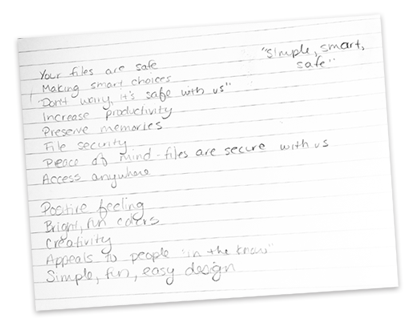 "simple, smart,
safe"
Your files are safe
Making smart choices
Don't worry, it's safe with us"
Increase productivity
Preserve memories
File security
Peace of mind - files are secure with us
Access anywhere
Positive feeling
Bright, fun colors
Creativity
Appeals to people "in the know"
Simple, fun, easy design